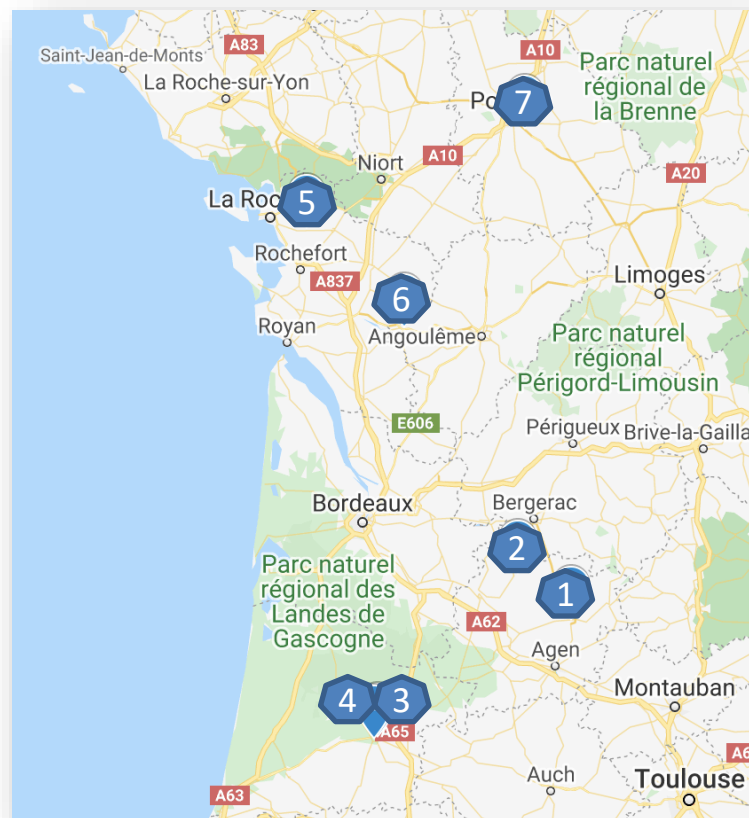 A83
A10
Saint-Jean-de-Monts
Parc naturel
régional de
la Brenne
La Roche-sur-Yon
Po
7
A10
Niort
A20
La Roc
5
Rochefort
A837
Limoges
6
Royan
Angoulême
Parc naturel
régional
Périgord-Limousin
E606
Périgueux
Brive-la-Gailla
Bordeaux
Bergerac
2
Parc naturel
régional des
Landes de
Gascogne
1
A62
Agen
Montauban
4
3
A65
A6
Auch
Toulouse
A63